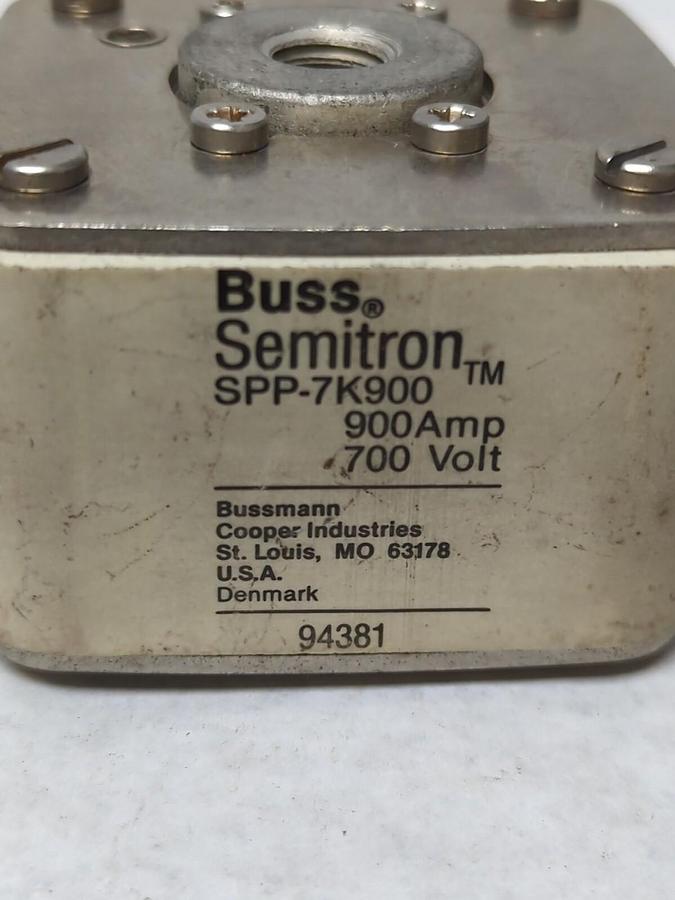 Buss®
Semitron™
SPP-7K900
900Amp
700 Volt
Bussmann
Cooper Industries
St. Louis, MO 63178
U.S.A.
Denmark
94381